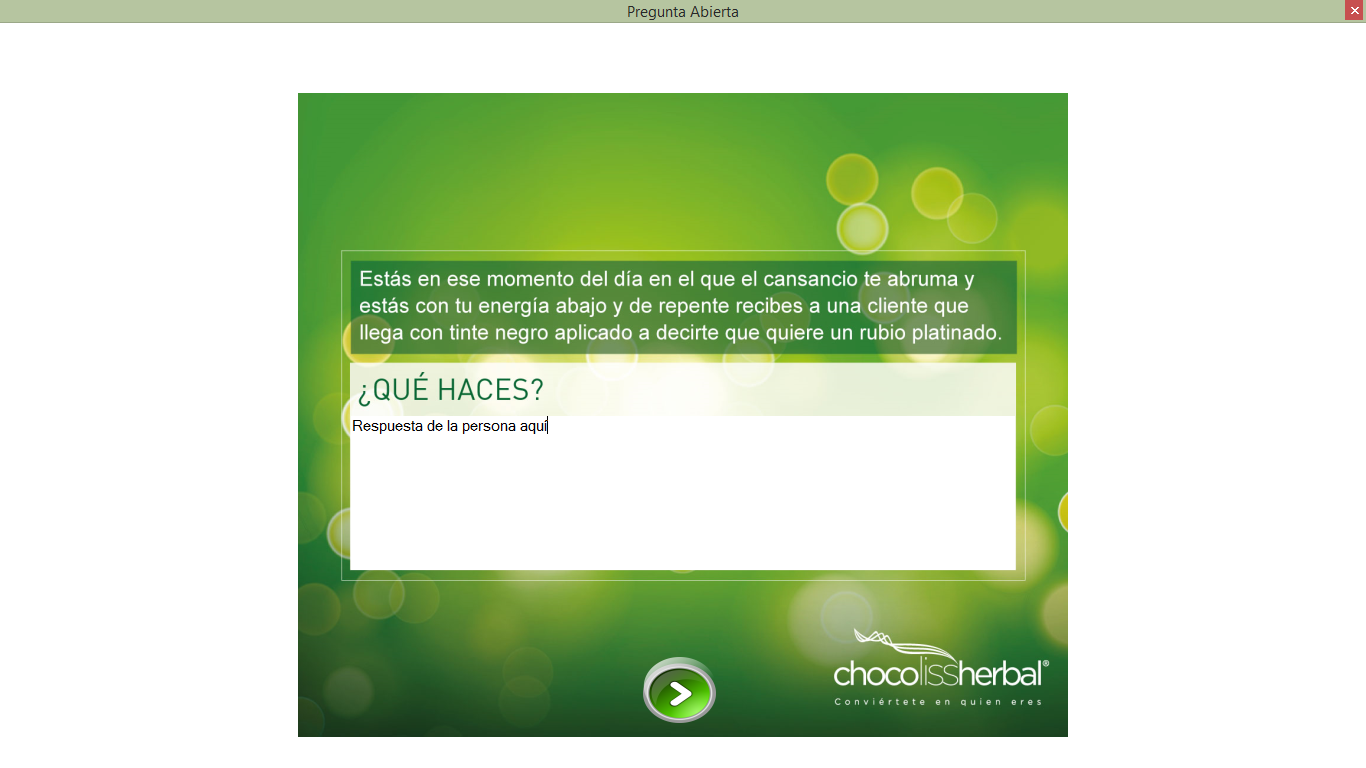 Pregunta Abierta
Estás en ese momento del día en el que el cansancio te abruma y
estás con tu energía abajo y de repente recibes a una cliente que
llega con tinte negro aplicado a decirte que quiere un rubio platinado.
¿QUÉ HACES?
Respuesta de la persona aquí
chocolissherbal®
Conviértete en quien eres